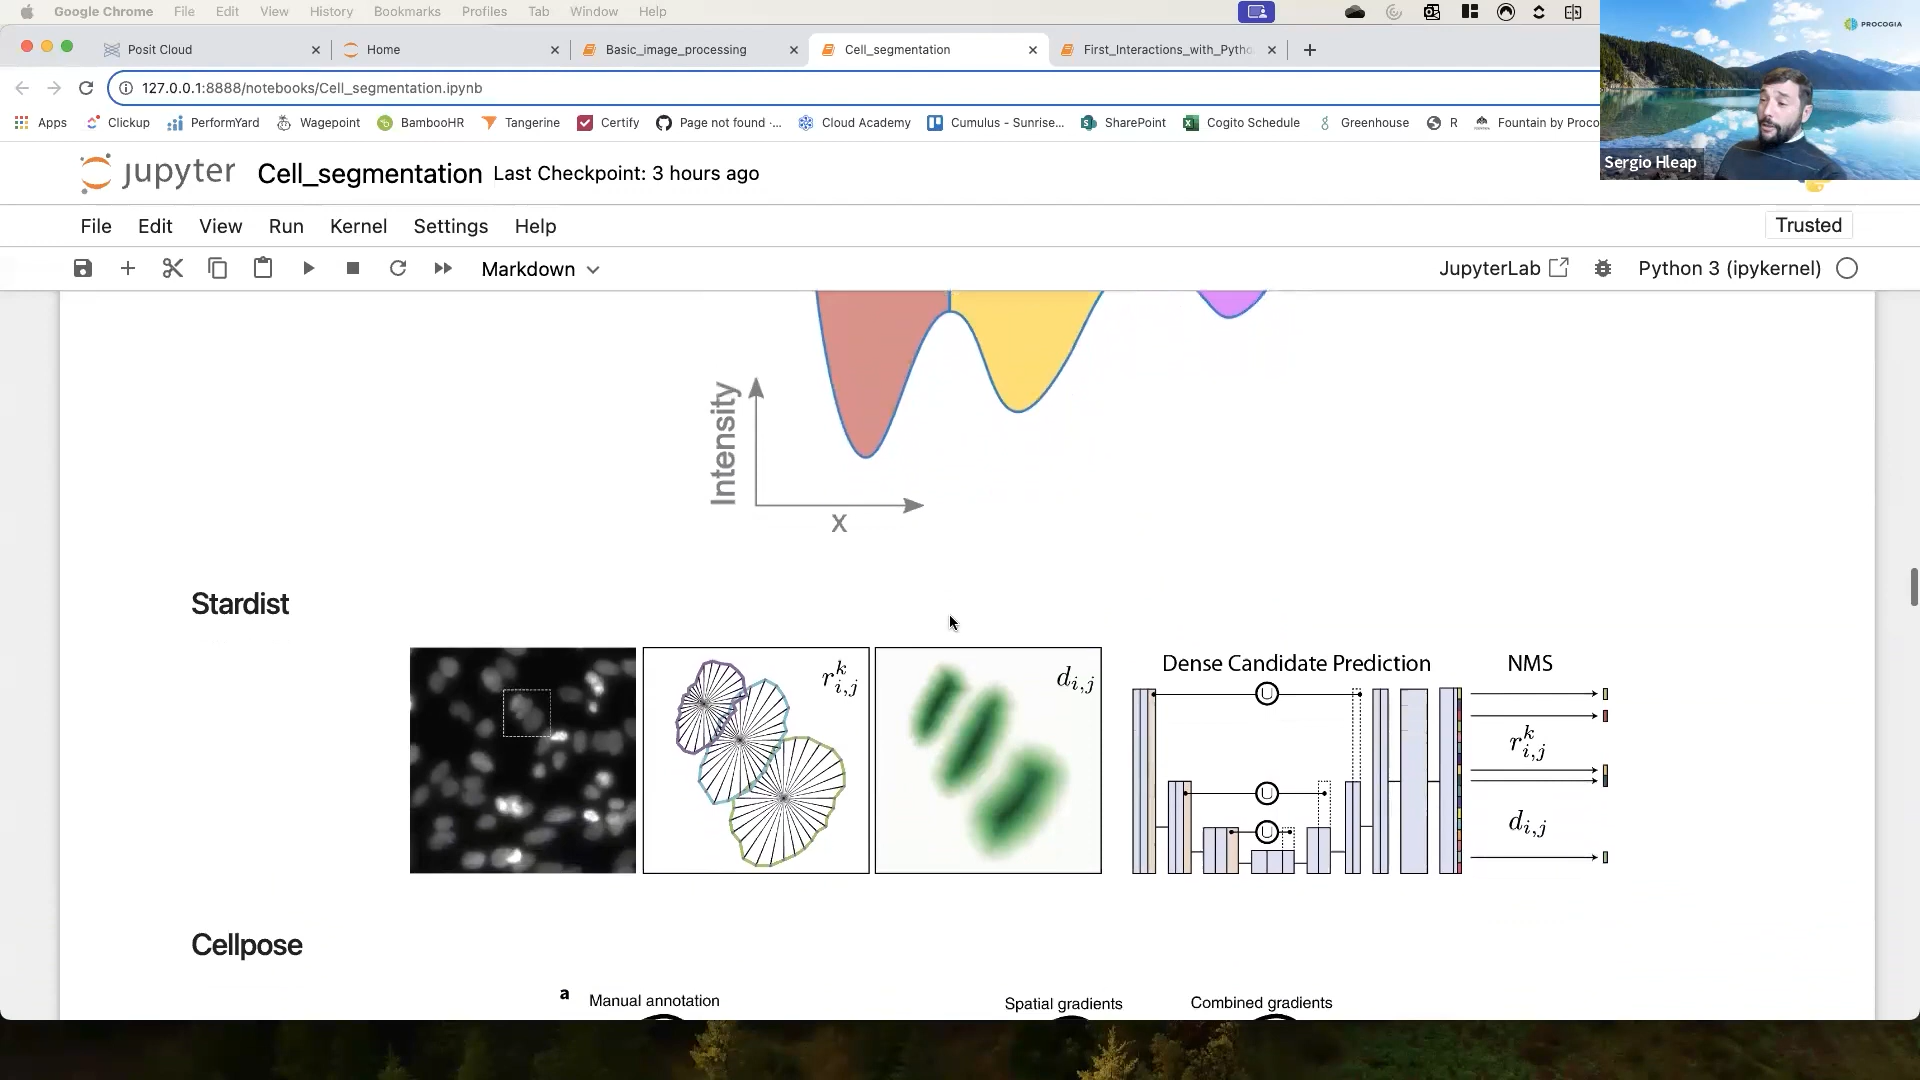 Google Chrome File Edit View History Bookmarks Profiles Tab Window Help
PROCOGIA
Posit Cloud Home Basic_image_processing Cell_segmentation First_Interactions_with_Pytho
127.0.0.1:8888/notebooks/Cell_segmentation.ipynb
Apps Clickup PerformYard Wagepoint BambooHR Tangerine Certify Page not found ·... Cloud Academy Cumulus - Sunrise... SharePoint Cogito Schedule Greenhouse R Fountain by Proco
Sergio Hleap
jupyter Cell_segmentation Last Checkpoint: 3 hours ago
File Edit View Run Kernel Settings Help Trusted
Markdown JupyterLab Python 3 (ipykernel)
Intensity
X
Stardist
r^k_{i,j}
d_{i,j}
Dense Candidate Prediction NMS
r^k_{i,j}
d_{i,j}
Cellpose
a Manual annotation Spatial gradients Combined gradients